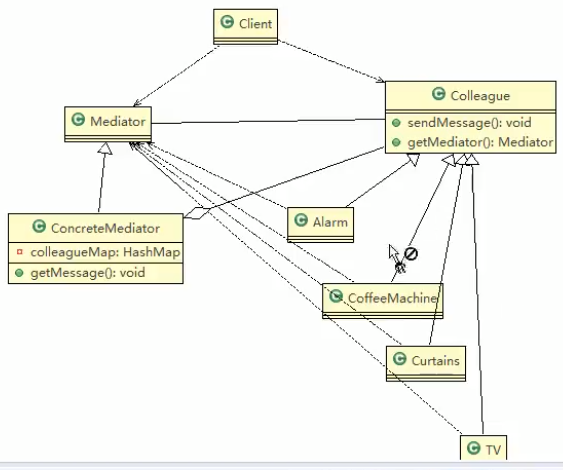 Client
Colleague
sendMessage(): void
getMediator(): Mediator
Mediator
ConcreteMediator
colleagueMap: HashMap
getMessage(): void
Alarm
CoffeeMachine
Curtains
TV